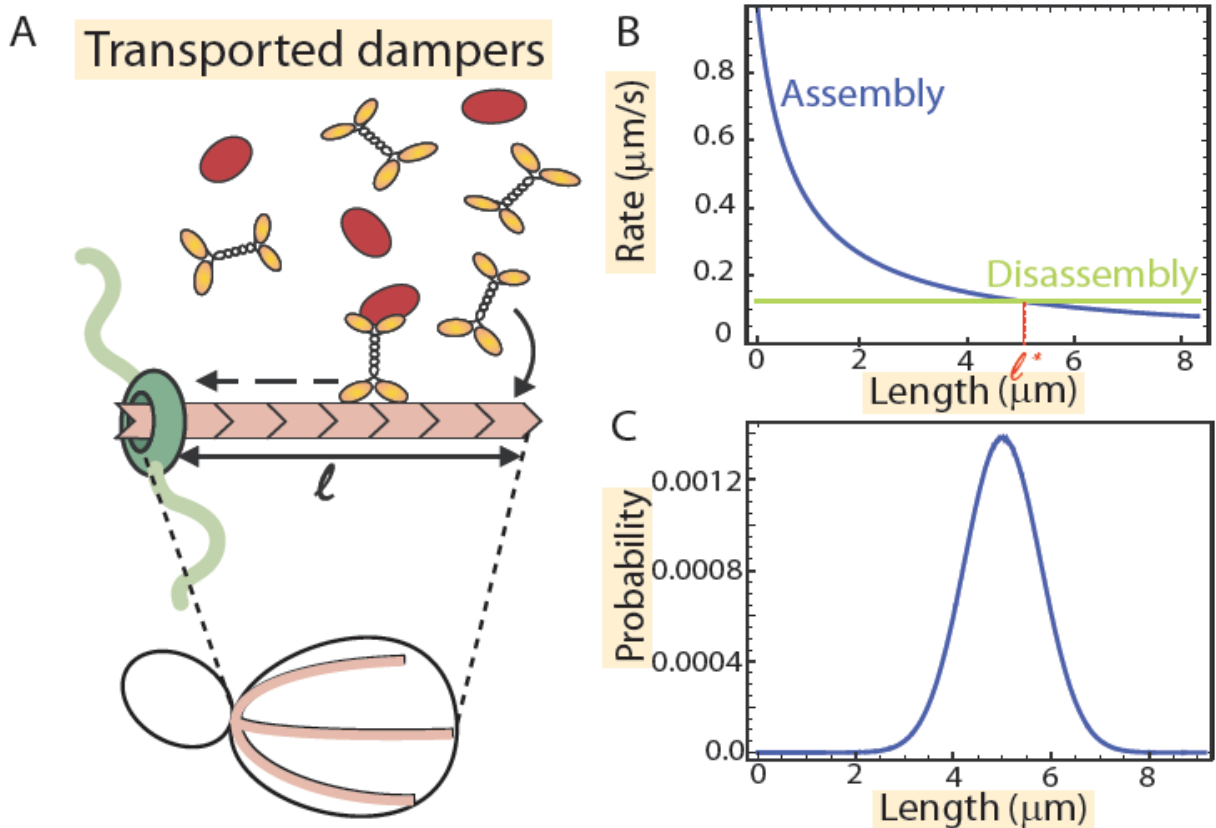 A
Transported dampers
ℓ
B
Rate (μm/s)
0.8
0.6
0.4
0.2
0
Assembly
Disassembly
0
2
4
6
8
ℓ*
Length (μm)
C
Probability
0.0012
0.0008
0.0004
0.0
0
2
4
6
8
Length (μm)